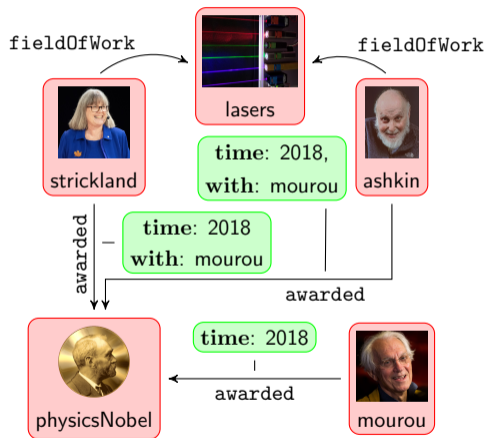 fieldOfWork
fieldOfWork
lasers
strickland
time: 2018,
with: mourou
ashkin
awarded
time: 2018
with: mourou
awarded
physicsNobel
time: 2018
awarded
mourou